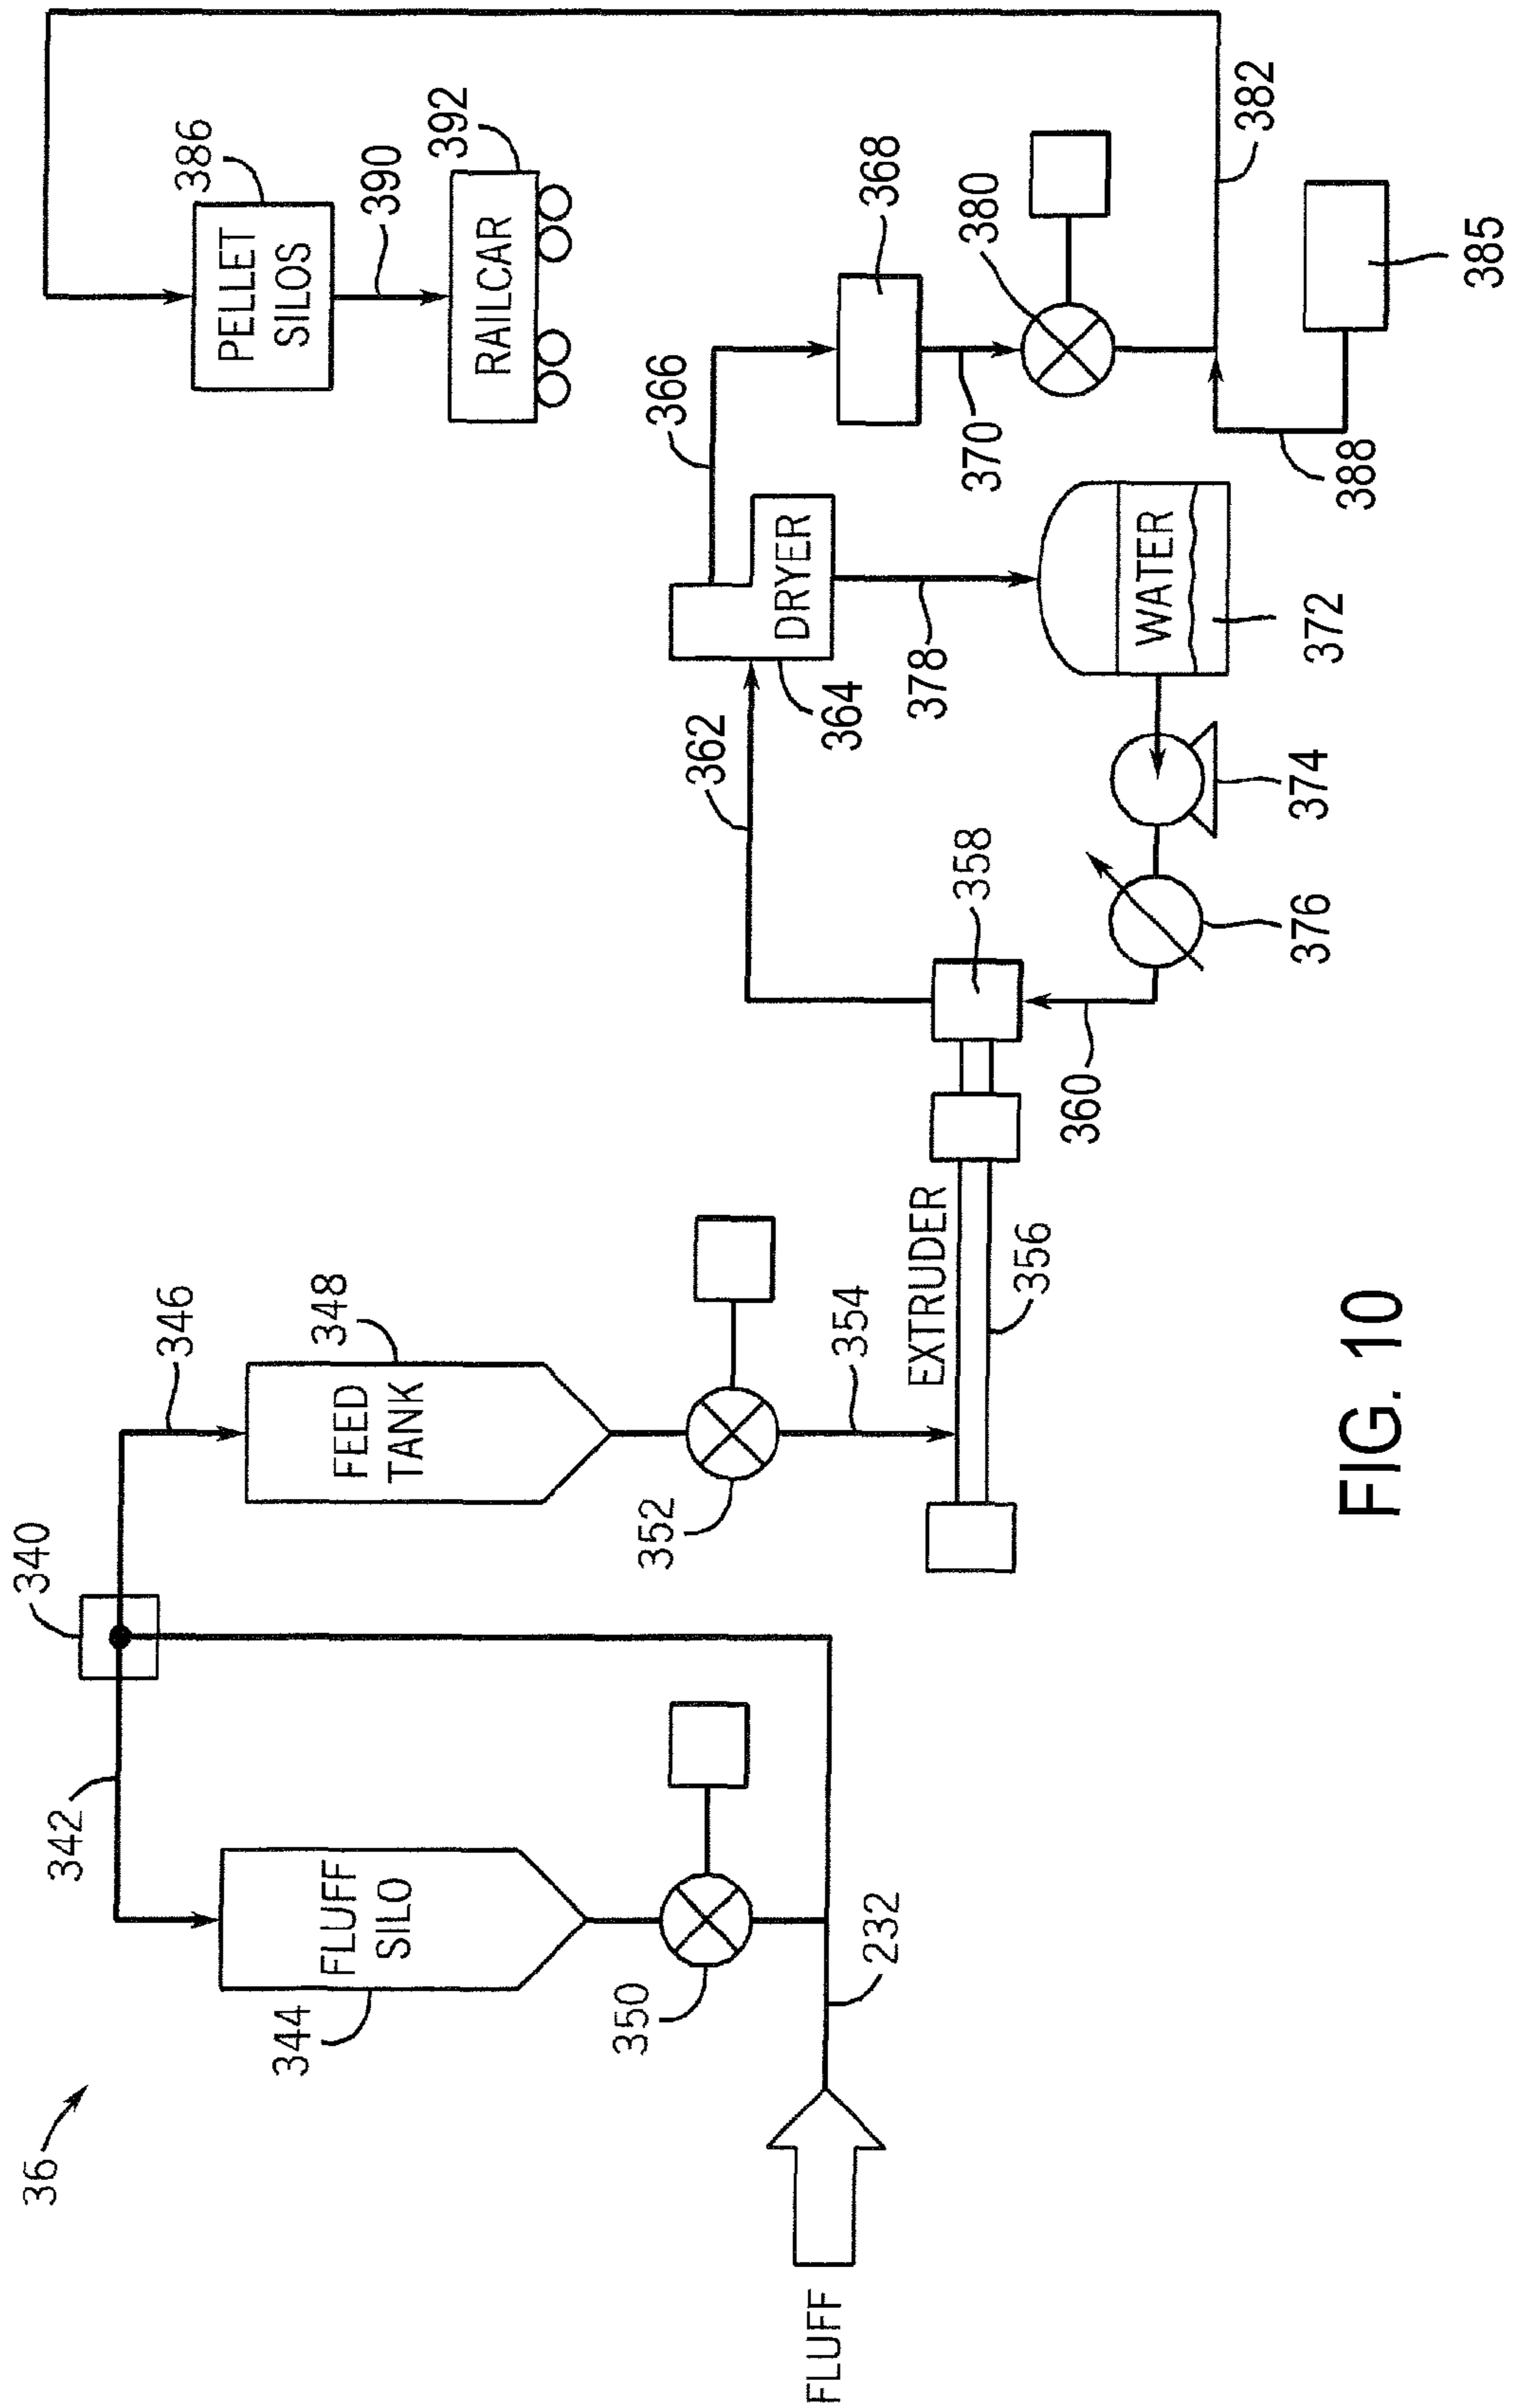 36
340
342
346
344
FLUFF
SILO
348
FEED
TANK
350
352
354
FLUFF
232
EXTRUDER
356
358
360
362
364
DRYER
366
368
370
378
WATER
372
374
376
380
382
385
388
PELLET
SILOS
386
390
RAILCAR
392
FIG. 10